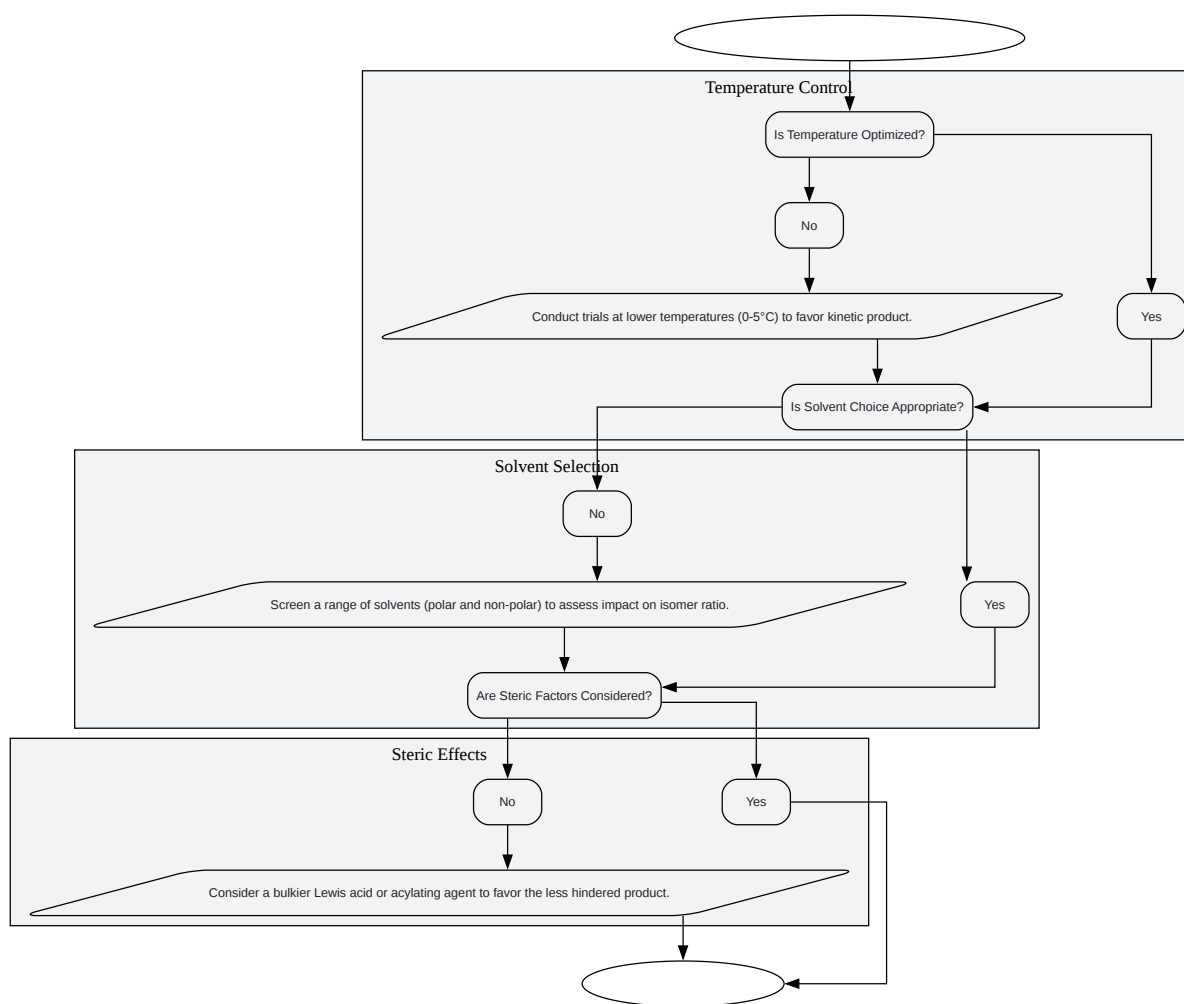 Temperature Control
Is Temperature Optimized?
No
Conduct trials at lower temperatures (0-5°C) to favor kinetic product.
Yes
Is Solvent Choice Appropriate?
Solvent Selection
No
Screen a range of solvents (polar and non-polar) to assess impact on isomer ratio.
Yes
Are Steric Factors Considered?
Steric Effects
No
Yes
Consider a bulkier Lewis acid or acylating agent to favor the less hindered product.